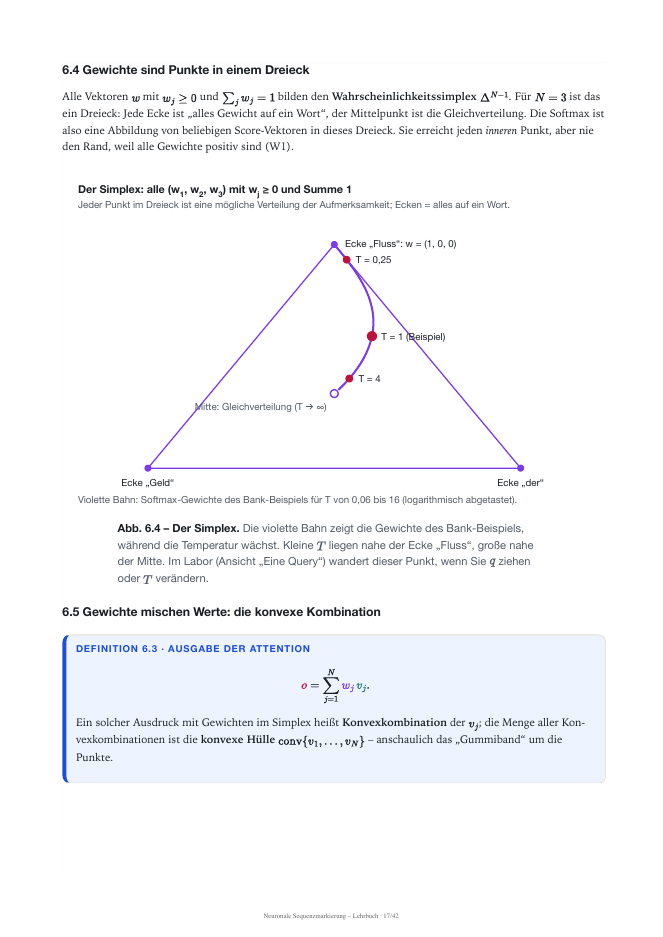 6.4 Gewichte sind Punkte in einem Dreieck
Alle Vektoren w mit w_j ≥ 0 und ∑_j w_j = 1 bilden den Wahrscheinlichkeitssimplex Δ^{N−1}. Für N = 3 ist das
ein Dreieck: Jede Ecke ist „alles Gewicht auf ein Wort“, der Mittelpunkt ist die Gleichverteilung. Die Softmax ist
also eine Abbildung von beliebigen Score-Vektoren in dieses Dreieck. Sie erreicht jeden inneren Punkt, aber nie
den Rand, weil alle Gewichte positiv sind (W1).
Der Simplex: alle (w₁, w₂, w₃) mit w_j ≥ 0 und Summe 1
Jeder Punkt im Dreieck ist eine mögliche Verteilung der Aufmerksamkeit; Ecken = alles auf ein Wort.
Ecke „Fluss“: w = (1, 0, 0)
T = 0,25
T = 1 (Beispiel)
T = 4
Mitte: Gleichverteilung (T → ∞)
Ecke „Geld“
Ecke „der“
Violette Bahn: Softmax-Gewichte des Bank-Beispiels für T von 0,06 bis 16 (logarithmisch abgetastet).
Abb. 6.4 – Der Simplex. Die violette Bahn zeigt die Gewichte des Bank-Beispiels,
während die Temperatur wächst. Kleine T liegen nahe der Ecke „Fluss“, große nahe
der Mitte. Im Labor (Ansicht „Eine Query“) wandert dieser Punkt, wenn Sie q ziehen
oder T verändern.
6.5 Gewichte mischen Werte: die konvexe Kombination
DEFINITION 6.3 · AUSGABE DER ATTENTION
o = ∑_{j=1}^{N} w_j v_j.
Ein solcher Ausdruck mit Gewichten im Simplex heißt Konvexkombination der v_j; die Menge aller Kon-
vexkombinationen ist die konvexe Hülle conv{v₁, . . . , v_N} – anschaulich das „Gummiband“ um die
Punkte.
Neuronale Sequenzmarkierung – Lehrbuch · 17/42